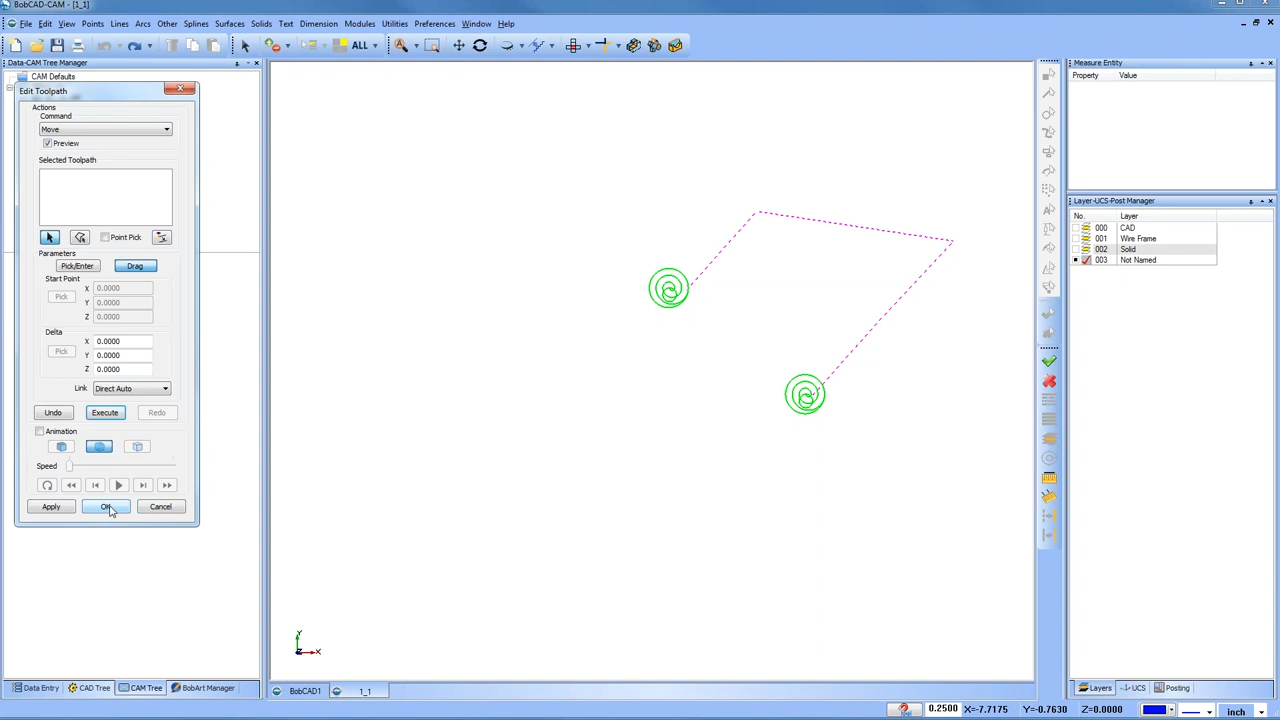 BobCAD-CAM - [1_1]
File Edit View Points Lines Arcs Other Splines Surfaces Solids Text Dimension Modules Utilities Preferences Window Help
ALL
Data-CAM Tree Manager
CAM Defaults
Edit Toolpath
Actions
Command
Move
Preview
Selected Toolpath
Point Pick
Parameters
Pick/Enter Drag
Start Point
Pick X 0.0000
Y 0.0000
Z 0.0000
Delta
X 0.0000
Pick Y 0.0000
Z 0.0000
Link Direct Auto
Undo Execute Redo
Animation
Speed
Apply OK Cancel
Y
Z X
Measure Entity
Property Value
Layer-UCS-Post Manager
No. Layer
000 CAD
001 Wire Frame
002 Solid
003 Not Named
Data Entry CAD Tree CAM Tree BobArt Manager
BobCAD1 1_1
Layers UCS Posting
0.2500 X=-7.7175 Y=-0.7630 Z=0.0000 inch